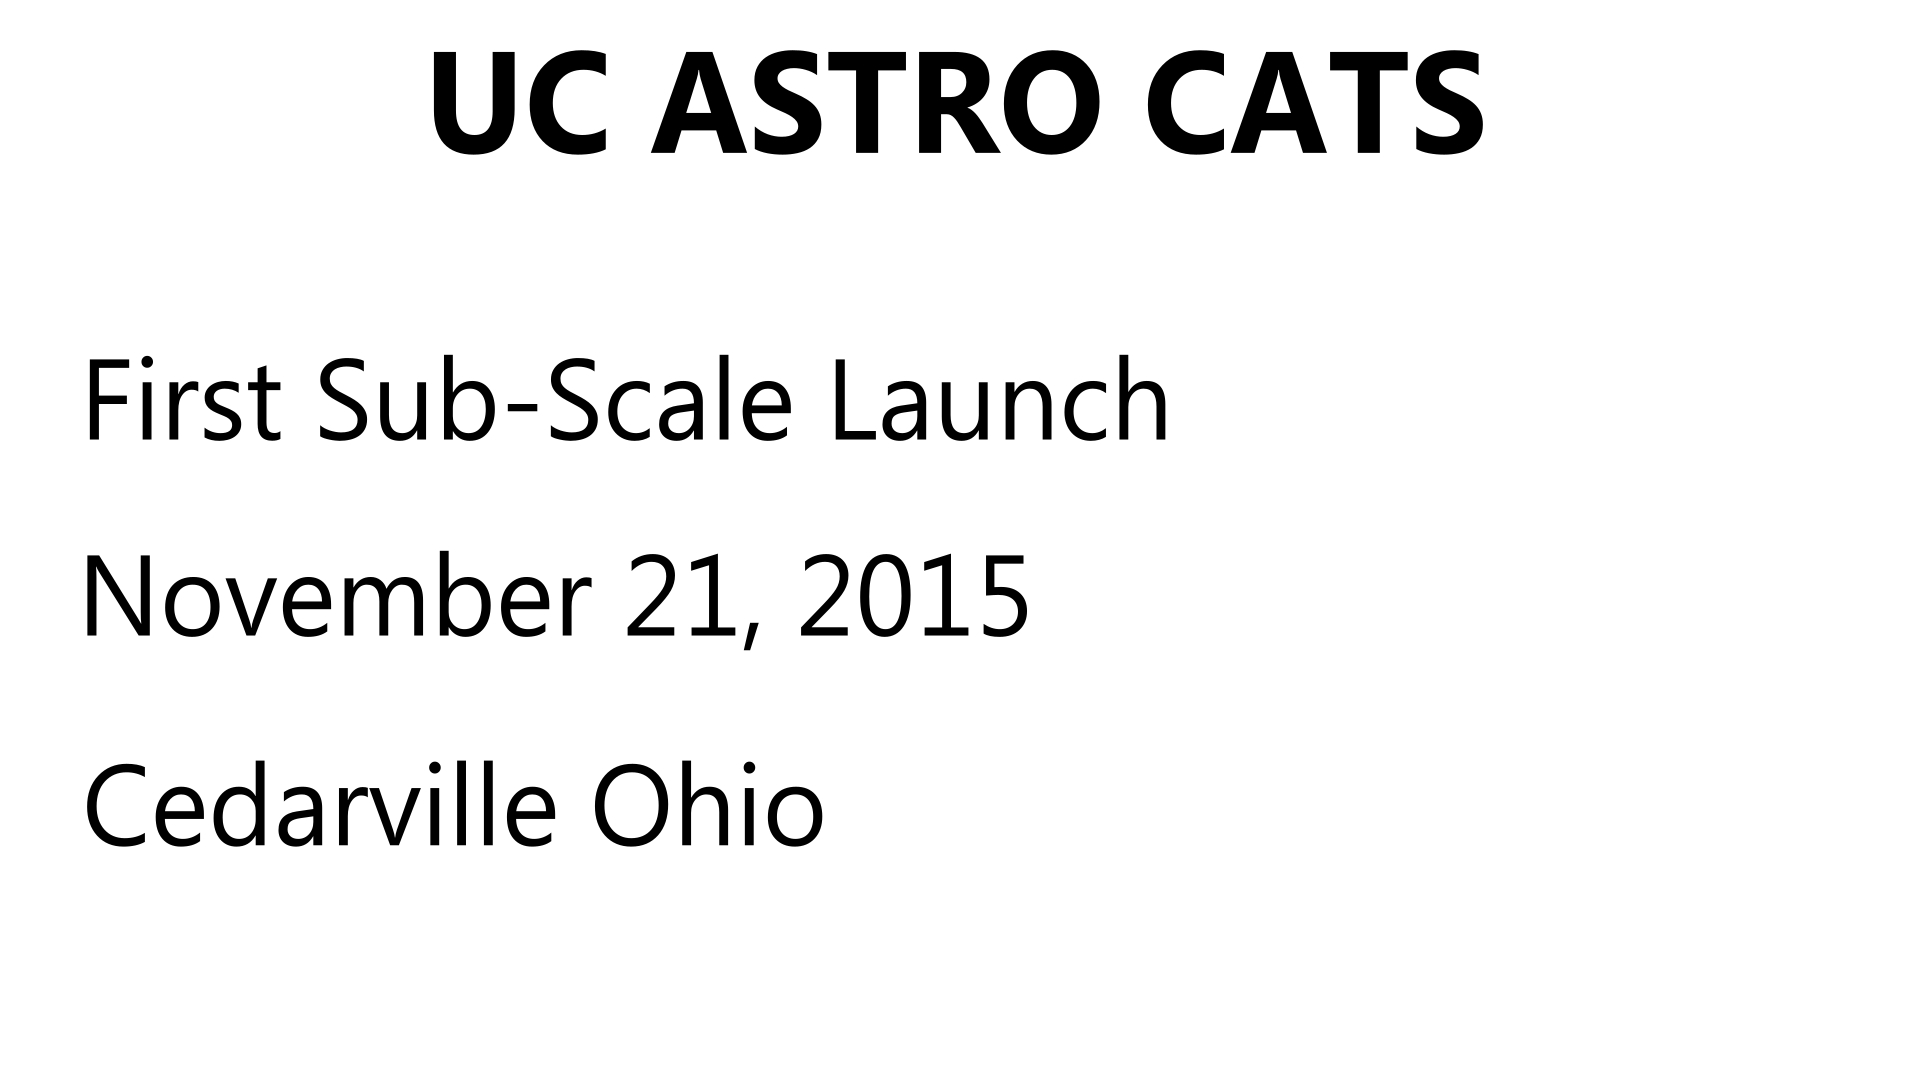 UC ASTRO CATS
First Sub-Scale Launch
November 21, 2015
Cedarville Ohio